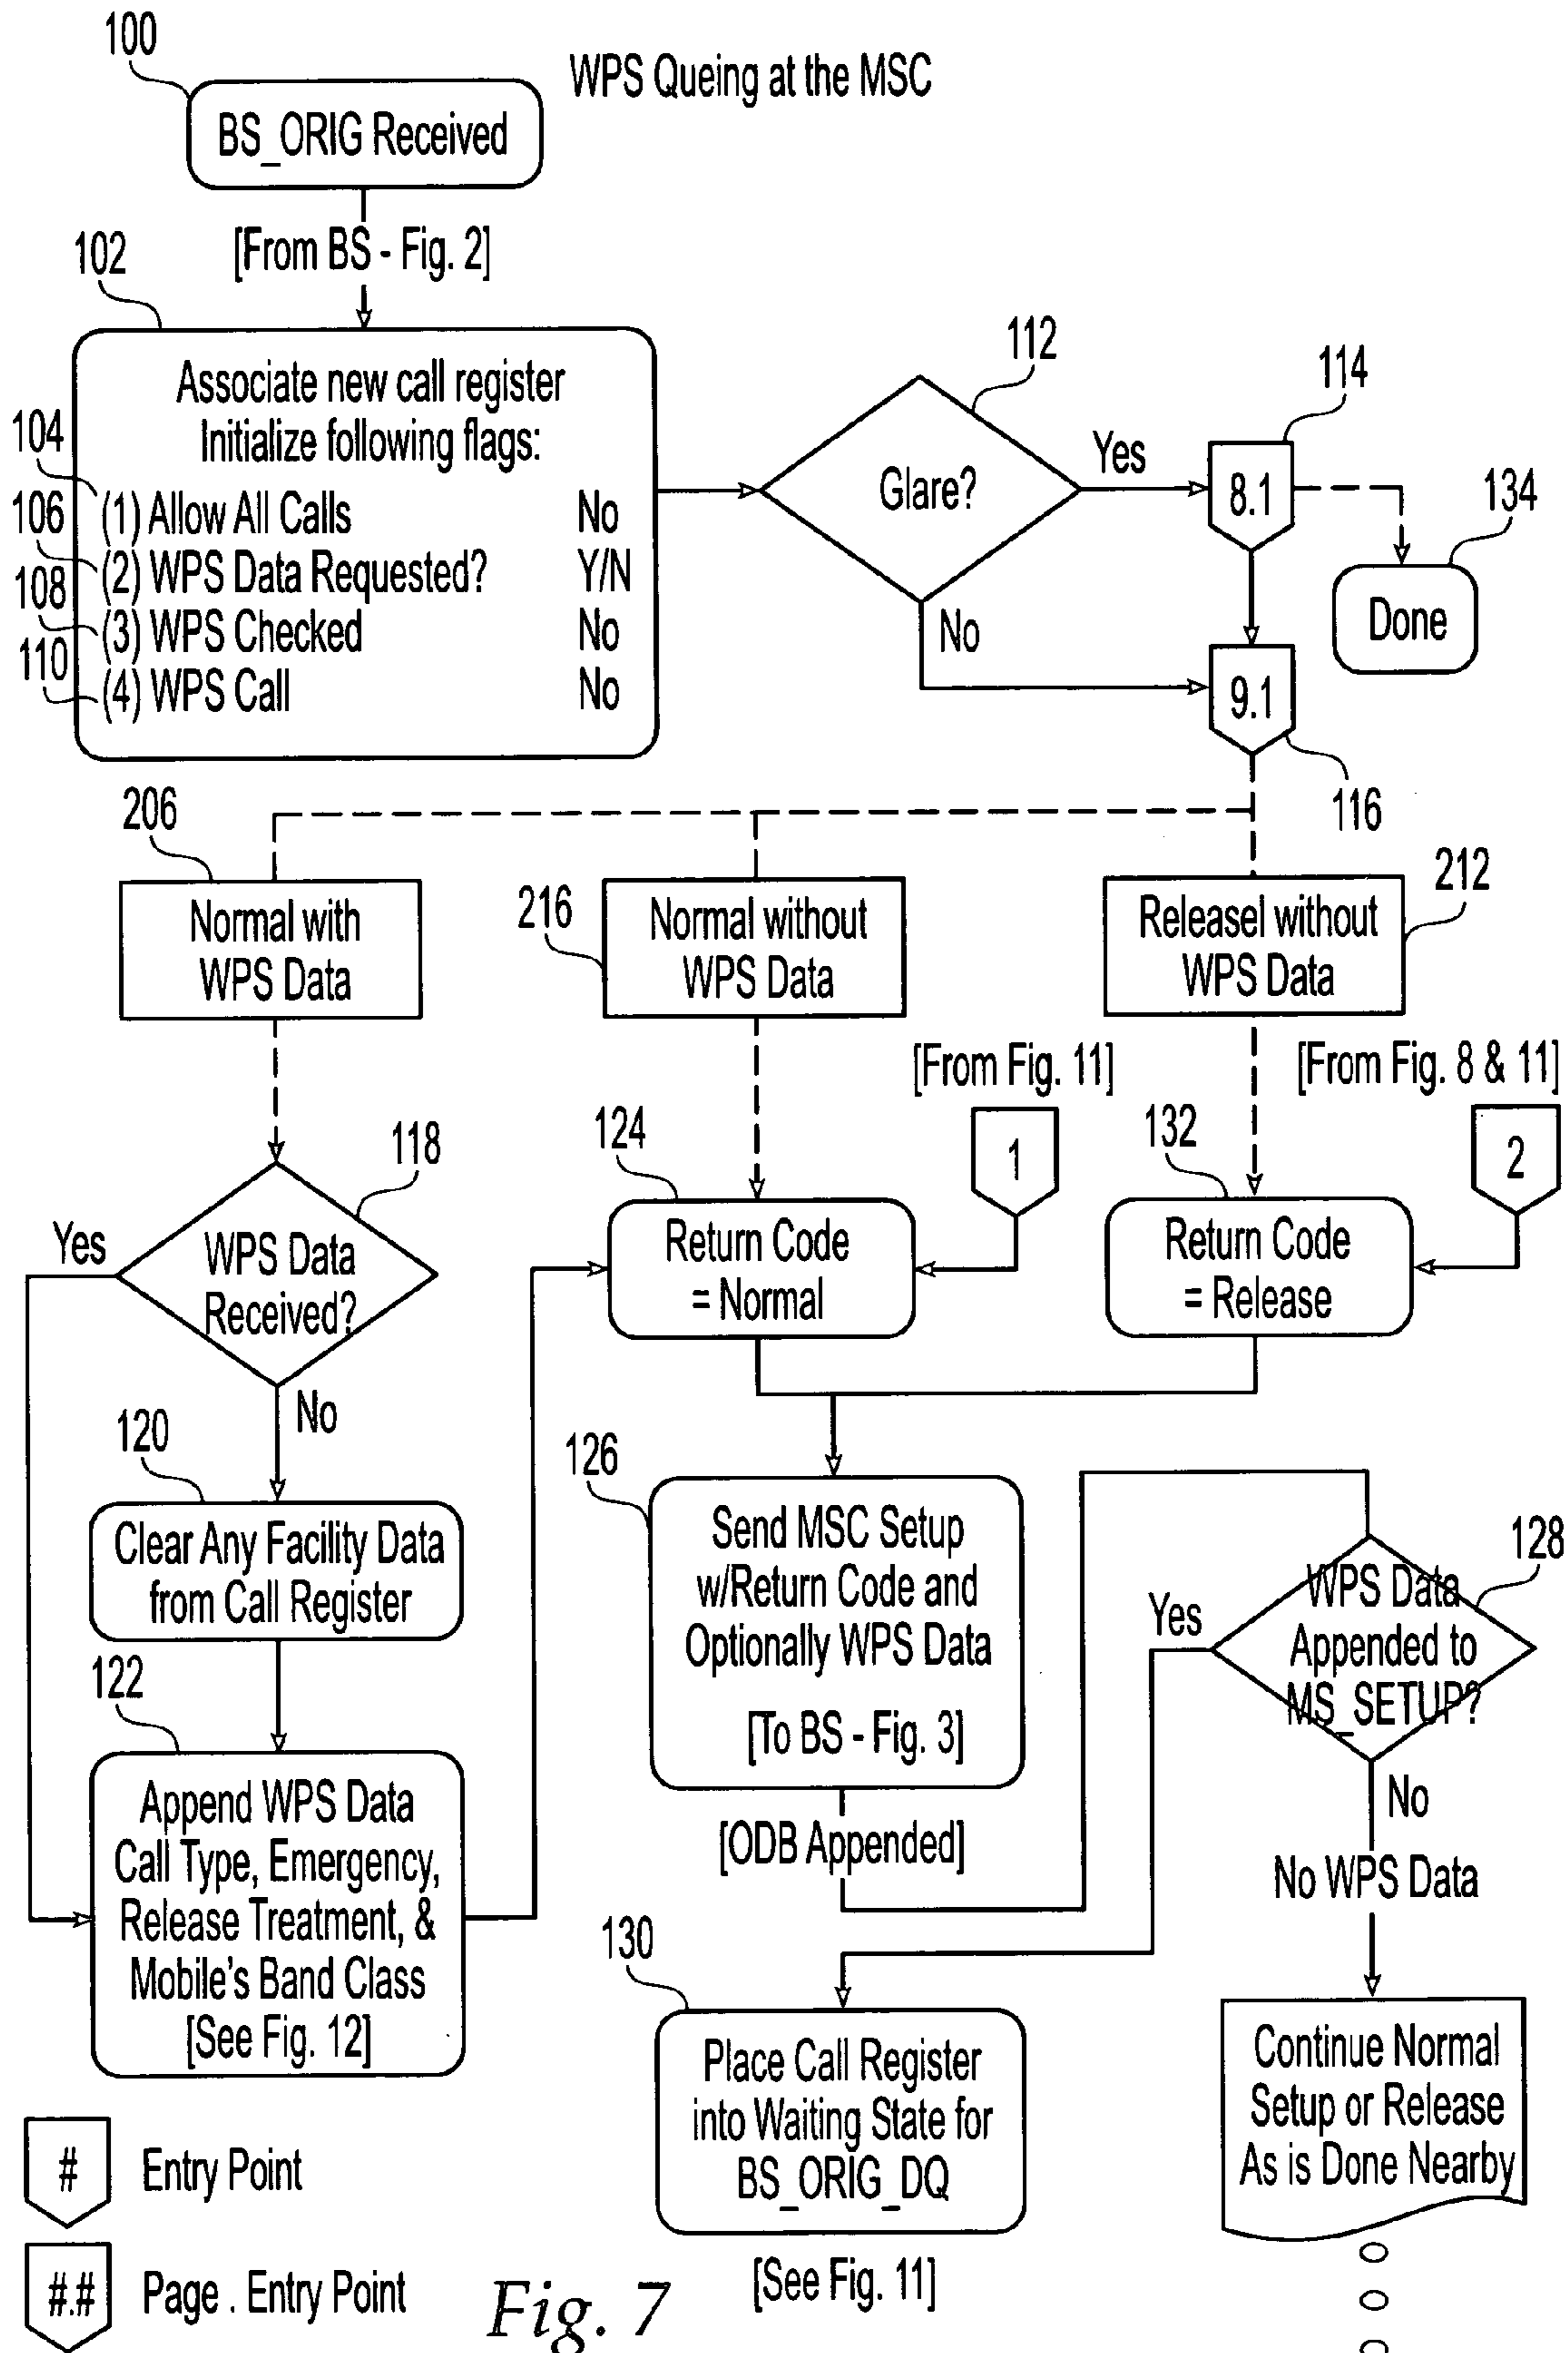 100
WPS Queing at the MSC
BS_ORIG Received
[From BS - Fig. 2]
102
Associate new call register
Initialize following flags:
104
(1) Allow All Calls No
106
(2) WPS Data Requested? Y/N
108
(3) WPS Checked No
110
(4) WPS Call No
112
Glare?
Yes
No
114
8.1
134
Done
9.1
116
206
Normal with
WPS Data
216
Normal without
WPS Data
212
Releasel without
WPS Data
[From Fig. 11]
[From Fig. 8 & 11]
1
2
118
WPS Data
Received?
Yes
No
124
Return Code
= Normal
132
Return Code
= Release
120
Clear Any Facility Data
from Call Register
122
Append WPS Data
Call Type, Emergency,
Release Treatment, &
Mobile's Band Class
[See Fig. 12]
126
Send MSC Setup
w/Return Code and
Optionally WPS Data
[To BS - Fig. 3]
[ODB Appended]
128
WPS Data
Appended to
MS_SETUP?
Yes
No
No WPS Data
130
Place Call Register
into Waiting State for
BS_ORIG_DQ
[See Fig. 11]
Continue Normal
Setup or Release
As is Done Nearby
# Entry Point
#.# Page . Entry Point
Fig. 7